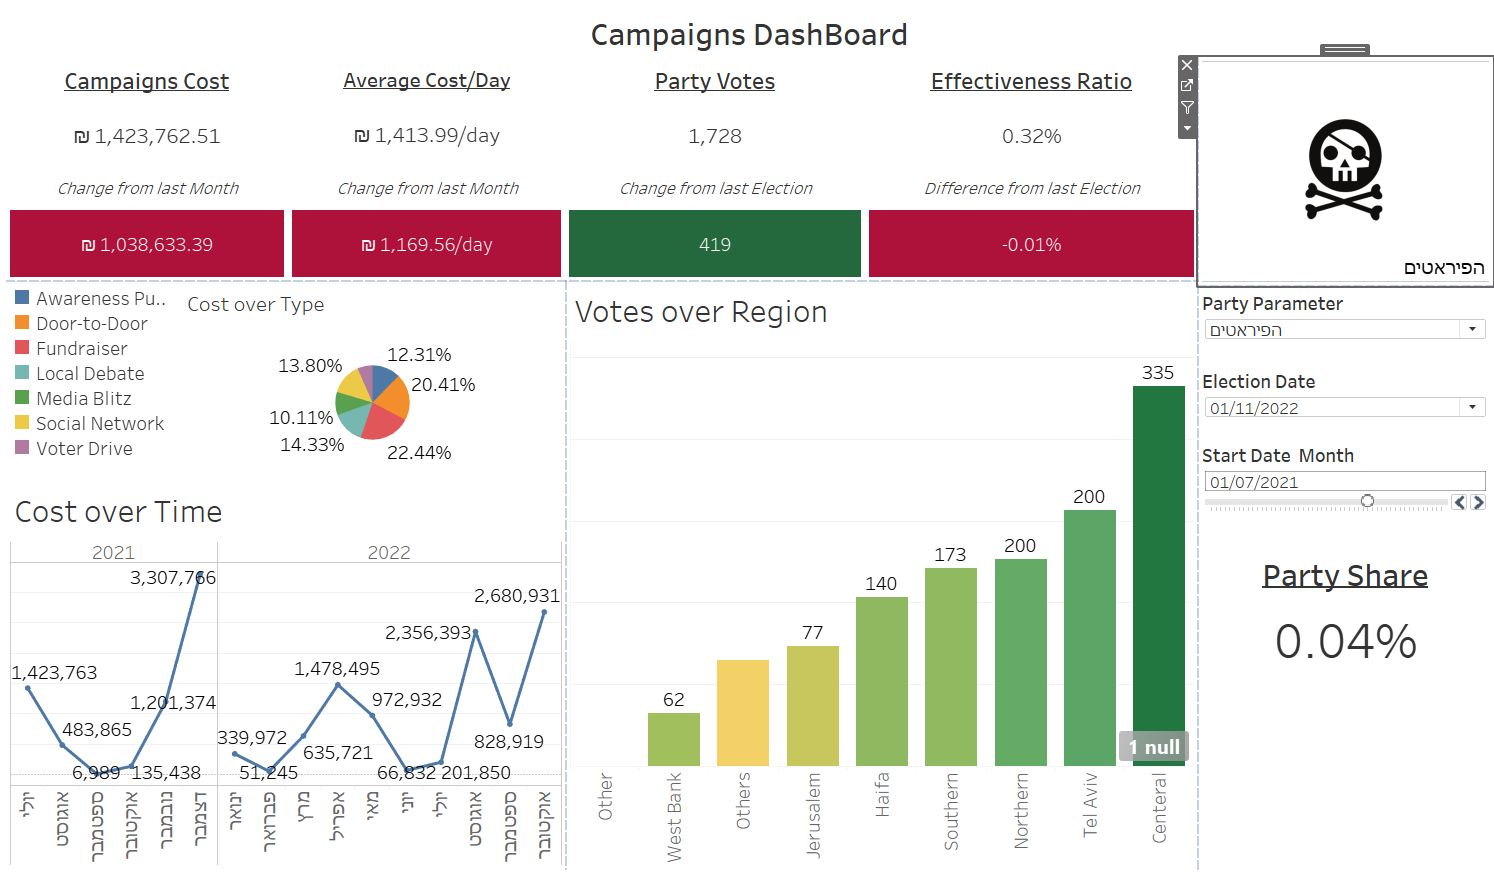 Campaigns DashBoard
Campaigns Cost
Average Cost/Day
Party Votes
Effectiveness Ratio
₪ 1,423,762.51
₪ 1,413.99/day
1,728
0.32%
Change from last Month
Change from last Month
Change from last Election
Difference from last Election
₪ 1,038,633.39
₪ 1,169.56/day
419
-0.01%
הפיראטים
Awareness Pu..
Door-to-Door
Fundraiser
Local Debate
Media Blitz
Social Network
Voter Drive
Cost over Type
12.31%
20.41%
22.44%
14.33%
10.11%
13.80%
Cost over Time
2021
2022
1,423,763
483,865
6,989
135,438
1,201,374
3,307,766
339,972
51,245
635,721
1,478,495
972,932
66,832
201,850
2,356,393
828,919
2,680,931
יולי
אוגוסט
ספטמבר
אוקטובר
נובמבר
דצמבר
ינואר
פברואר
מרץ
אפריל
מאי
יוני
יולי
אוגוסט
ספטמבר
אוקטובר
Votes over Region
62
77
140
173
200
200
335
1 null
Other
West Bank
Others
Jerusalem
Haifa
Southern
Northern
Tel Aviv
Centeral
Party Parameter
הפיראטים
Election Date
01/11/2022
Start Date Month
01/07/2021
Party Share
0.04%